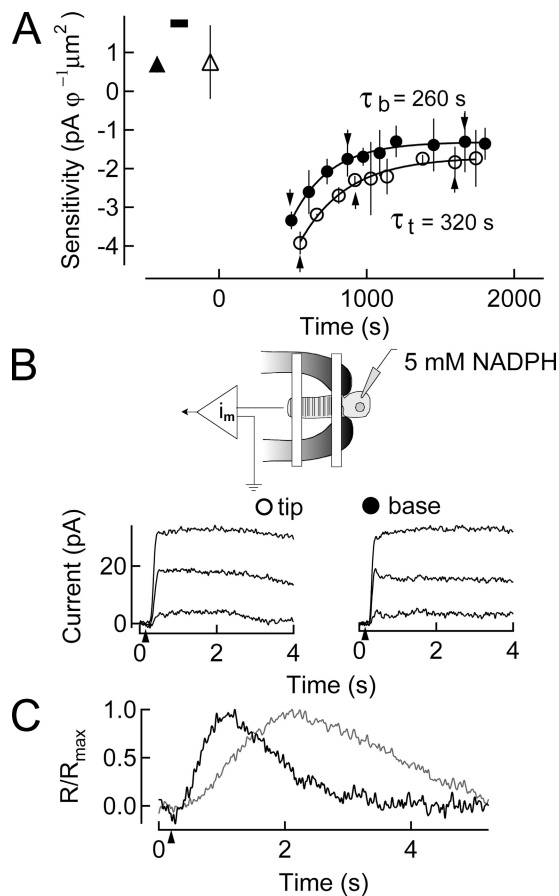 A
Sensitivity (pA φ⁻¹μm²)
1
0
-1
-2
-3
-4
τb = 260 s
τt = 320 s
0
1000
2000
Time (s)
B
5 mM NADPH
im
tip
base
Current (pA)
20
0
0
2
4
0
2
4
Time (s)
C
R/Rmax
1.0
0.5
0.0
0
2
4
Time (s)